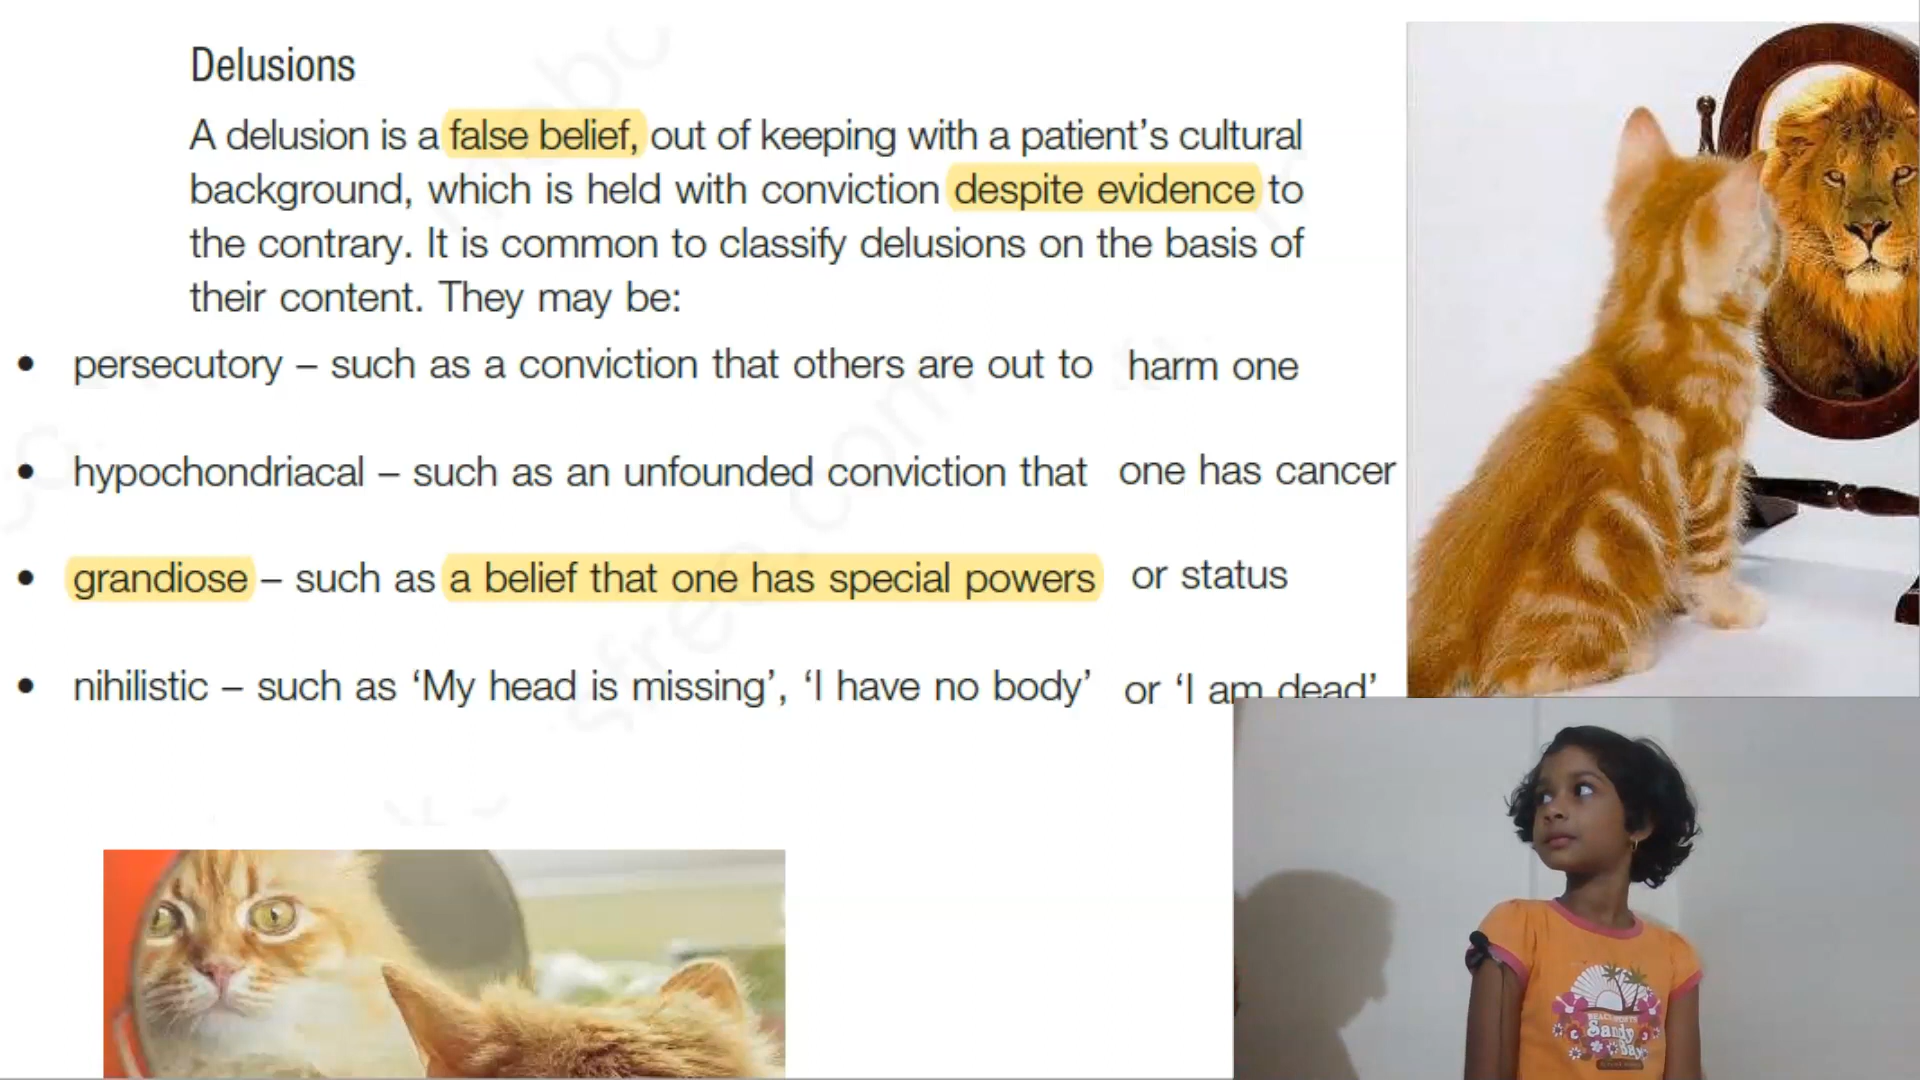 Delusions
A delusion is a false belief, out of keeping with a patient's cultural
background, which is held with conviction despite evidence to
the contrary. It is common to classify delusions on the basis of
their content. They may be:
• persecutory – such as a conviction that others are out to harm one
• hypochondriacal – such as an unfounded conviction that one has cancer
• grandiose – such as a belief that one has special powers or status
• nihilistic – such as ‘My head is missing’, ‘I have no body’ or ‘I am dead’
Sandy
Bay